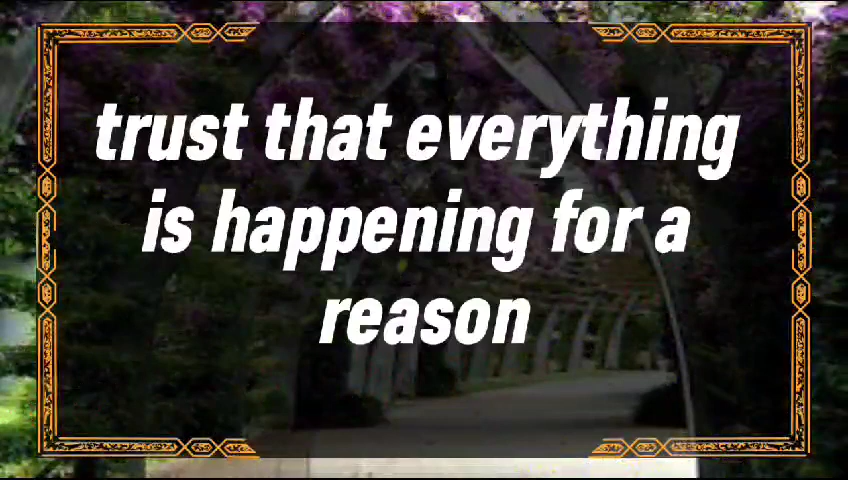 trust that everything
is happening for a
reason